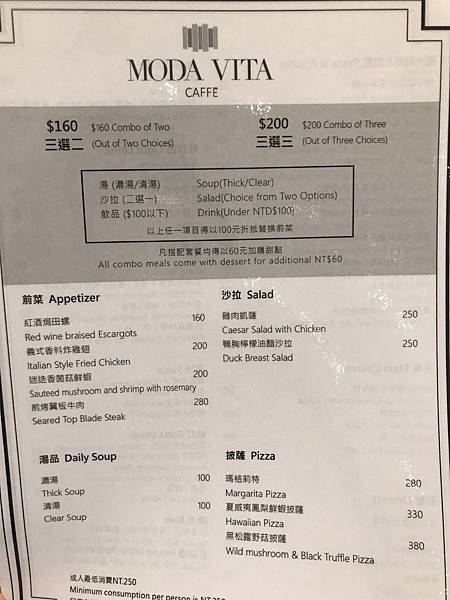 MODA VITA
CAFFÉ
$160 $160 Combo of Two
三選二 (Out of Two Choices)
$200 $200 Combo of Three
三選三 (Out of Three Choices)
湯 (濃湯/清湯) Soup(Thick/Clear)
沙拉 (二選一) Salad(Choice from Two Options)
飲品 ($100以下) Drink(Under NTD$100)
以上任一項目得以100元折抵替換前菜
凡搭配套餐均得以60元加購甜點
All combo meals come with dessert for additional NT$60
前菜 Appetizer
紅酒焗田螺 160
Red wine braised Escargots
義式香料炸雞翅 200
Italian Style Fried Chicken
迷迭香菌菇鮮蝦 200
Sauteed mushroom and shrimp with rosemary
煎烤翼板牛肉 280
Seared Top Blade Steak
沙拉 Salad
雞肉凱薩 250
Caesar Salad with Chicken
鴨胸檸檬油醋沙拉 250
Duck Breast Salad
湯品 Daily Soup
濃湯 100
Thick Soup
清湯 100
Clear Soup
披薩 Pizza
瑪格莉特 280
Margarita Pizza
夏威夷鳳梨鮮蝦披薩 330
Hawaiian Pizza
黑松露野菇披薩 380
Wild mushroom & Black Truffle Pizza
成人最低消費NT.250
Minimum consumption per person is NT.250